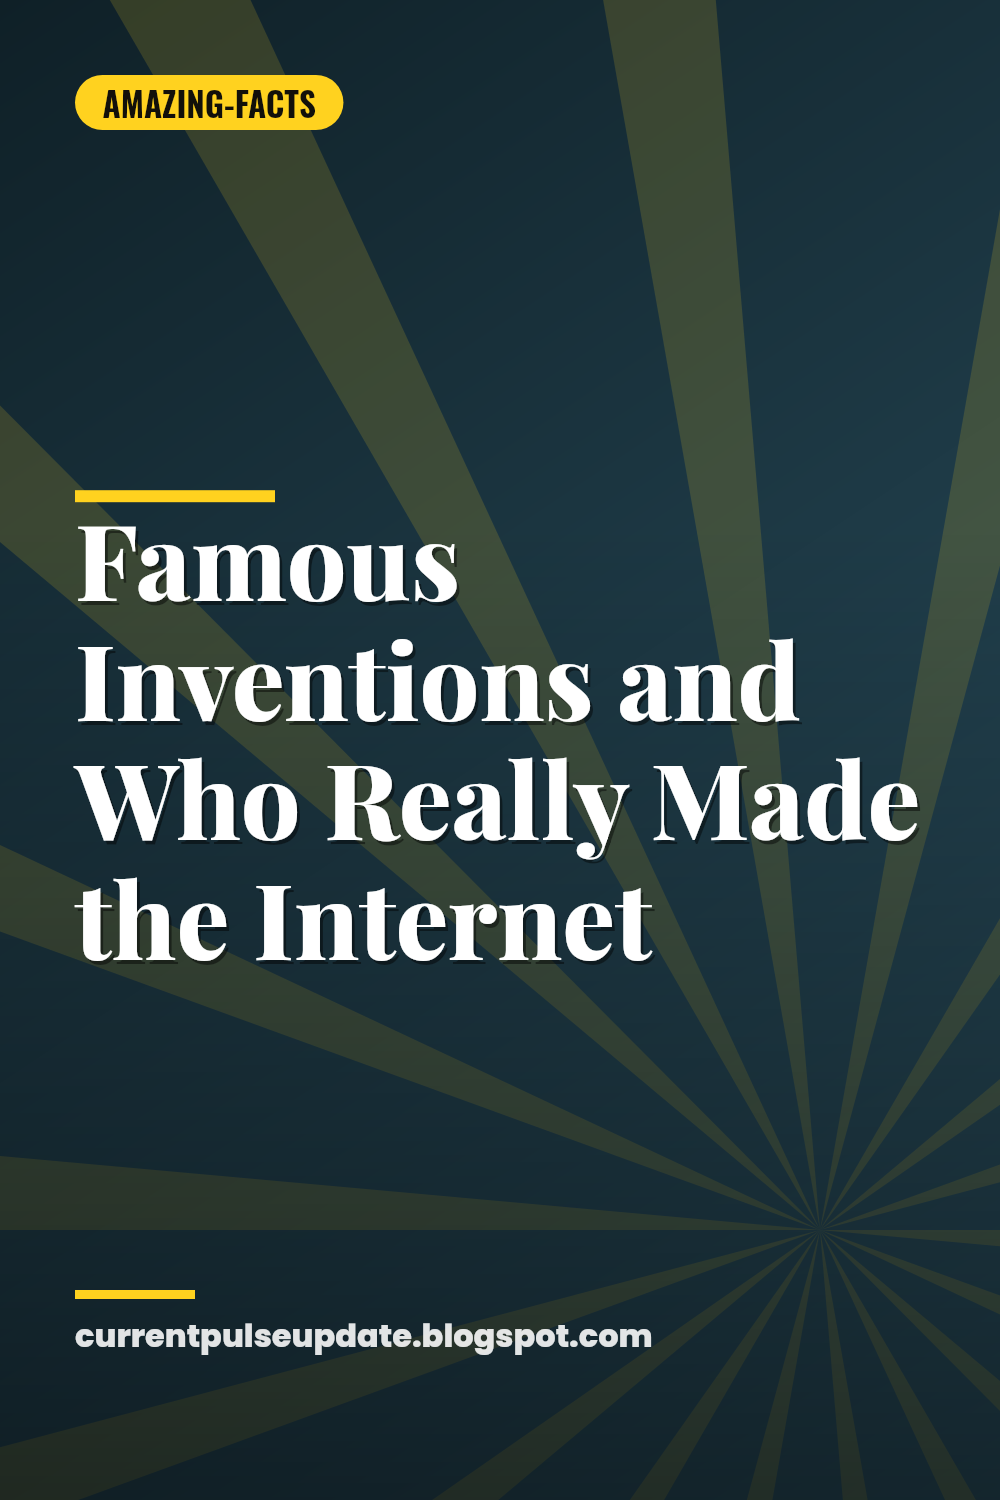 AMAZING-FACTS
Famous
Inventions and
Who Really Made
the Internet
currentpulseupdate.blogspot.com